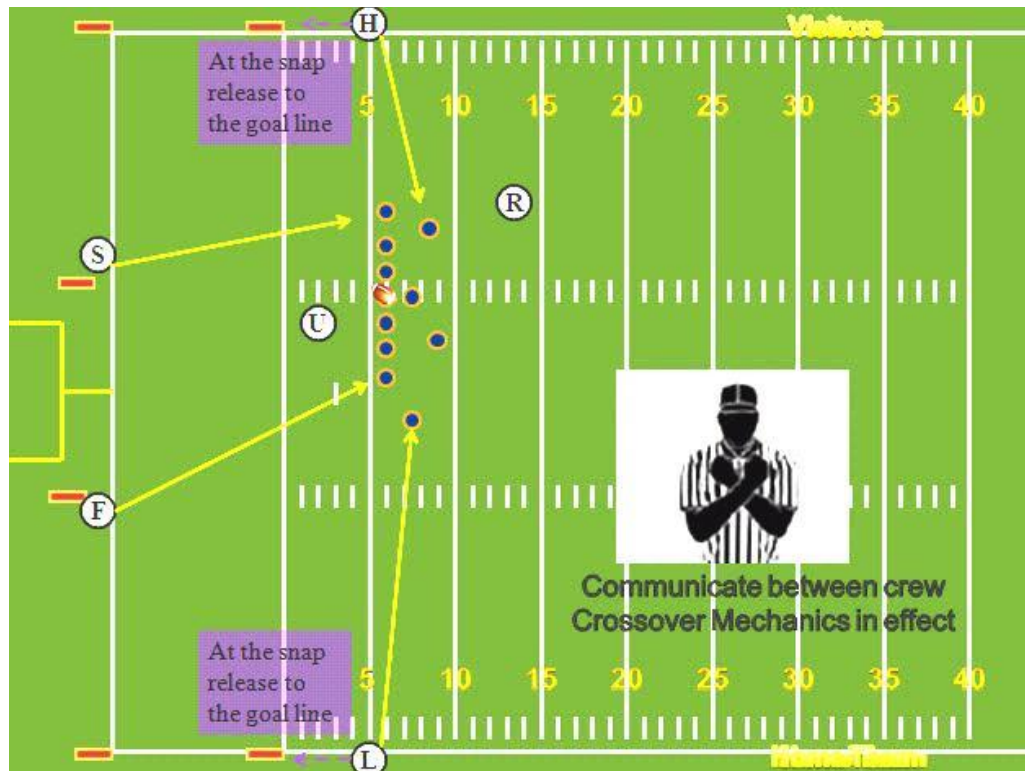 H
Visitors
At the snap
release to
the goal line
5 10 15 20 25 30 35 40
R
S
U
F
Communicate between crew
Crossover Mechanics in effect
At the snap
release to
the goal line
5 10 15 20 25 30 35 40
L